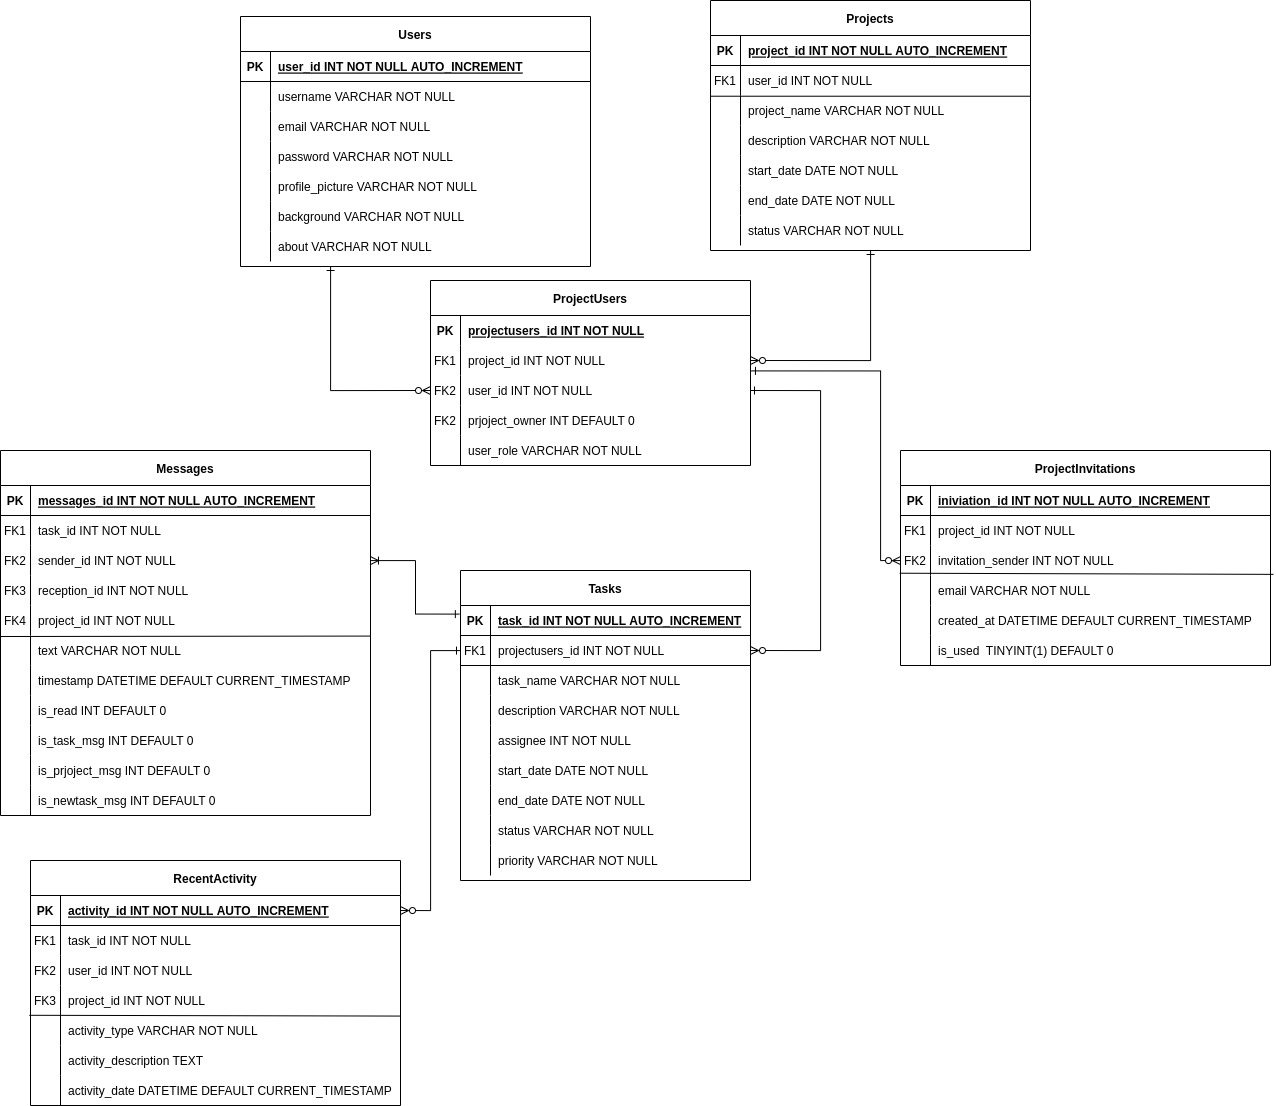 Users
PK user_id INT NOT NULL AUTO_INCREMENT
username VARCHAR NOT NULL
email VARCHAR NOT NULL
password VARCHAR NOT NULL
profile_picture VARCHAR NOT NULL
background VARCHAR NOT NULL
about VARCHAR NOT NULL
Projects
PK project_id INT NOT NULL AUTO_INCREMENT
FK1 user_id INT NOT NULL
project_name VARCHAR NOT NULL
description VARCHAR NOT NULL
start_date DATE NOT NULL
end_date DATE NOT NULL
status VARCHAR NOT NULL
ProjectUsers
PK projectusers_id INT NOT NULL
FK1 project_id INT NOT NULL
FK2 user_id INT NOT NULL
FK2 prjoject_owner INT DEFAULT 0
user_role VARCHAR NOT NULL
Messages
PK messages_id INT NOT NULL AUTO_INCREMENT
FK1 task_id INT NOT NULL
FK2 sender_id INT NOT NULL
FK3 reception_id INT NOT NULL
FK4 project_id INT NOT NULL
text VARCHAR NOT NULL
timestamp DATETIME DEFAULT CURRENT_TIMESTAMP
is_read INT DEFAULT 0
is_task_msg INT DEFAULT 0
is_prjoject_msg INT DEFAULT 0
is_newtask_msg INT DEFAULT 0
ProjectInvitations
PK iniviation_id INT NOT NULL AUTO_INCREMENT
FK1 project_id INT NOT NULL
FK2 invitation_sender INT NOT NULL
email VARCHAR NOT NULL
created_at DATETIME DEFAULT CURRENT_TIMESTAMP
is_used TINYINT(1) DEFAULT 0
Tasks
PK task_id INT NOT NULL AUTO_INCREMENT
FK1 projectusers_id INT NOT NULL
task_name VARCHAR NOT NULL
description VARCHAR NOT NULL
assignee INT NOT NULL
start_date DATE NOT NULL
end_date DATE NOT NULL
status VARCHAR NOT NULL
priority VARCHAR NOT NULL
RecentActivity
PK activity_id INT NOT NULL AUTO_INCREMENT
FK1 task_id INT NOT NULL
FK2 user_id INT NOT NULL
FK3 project_id INT NOT NULL
activity_type VARCHAR NOT NULL
activity_description TEXT
activity_date DATETIME DEFAULT CURRENT_TIMESTAMP